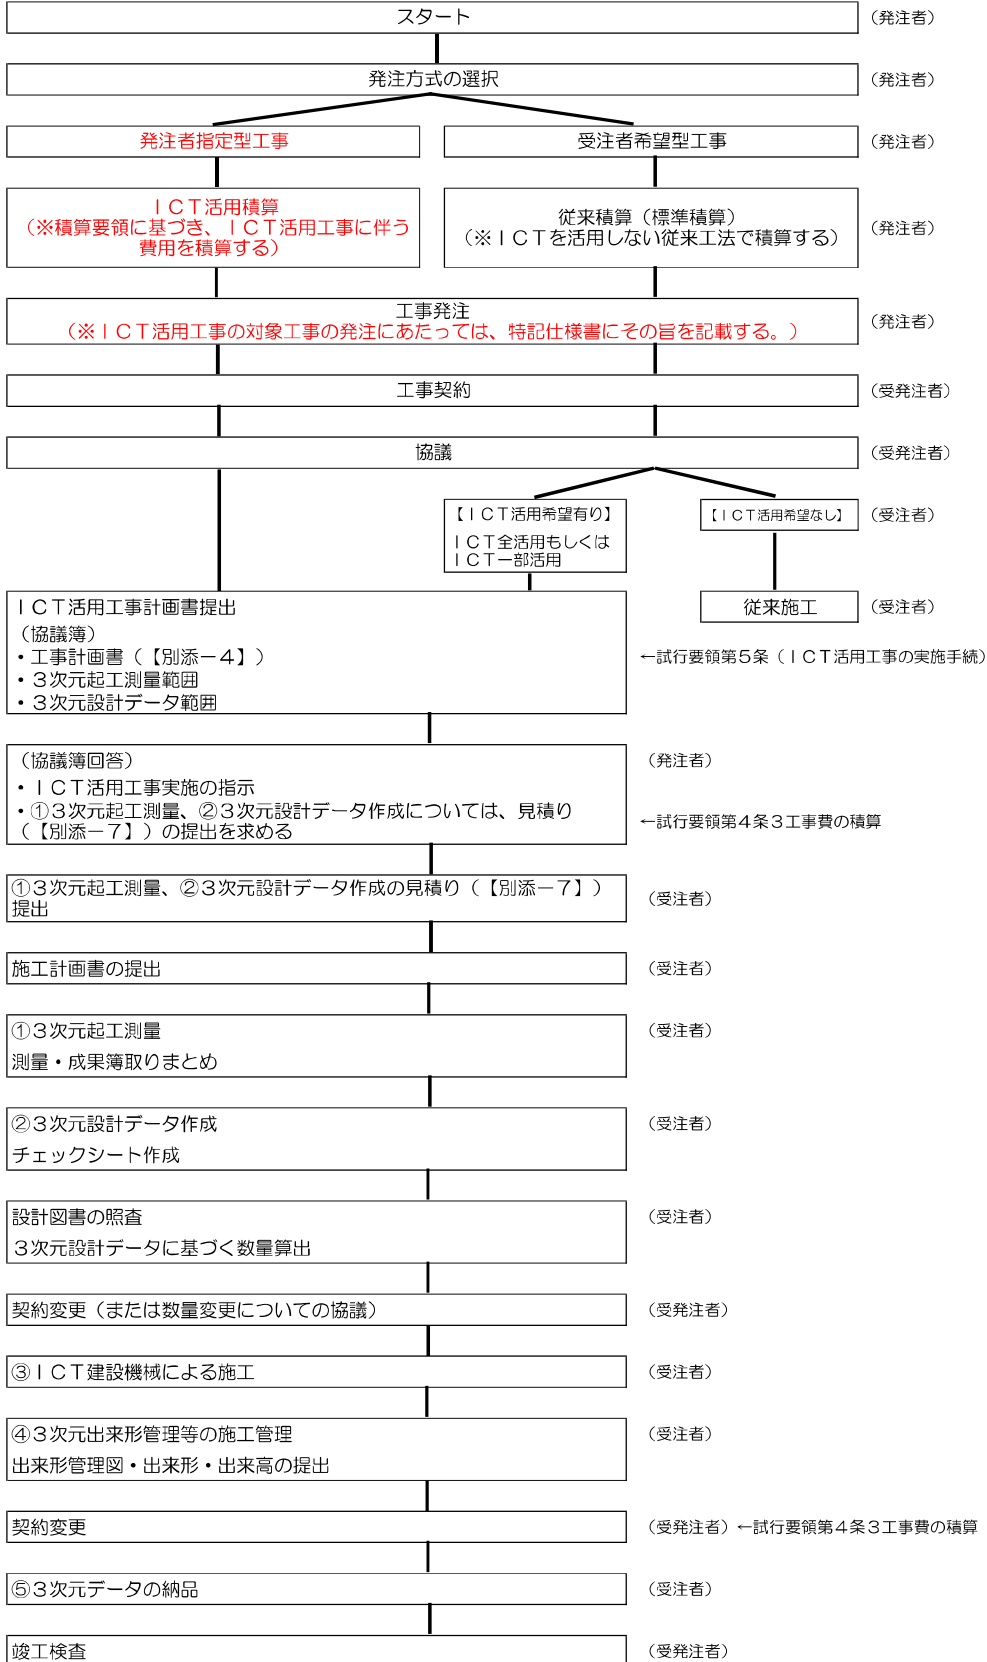 スタート
（発注者）
発注方式の選択
（発注者）
発注者指定型工事
受注者希望型工事
（発注者）
ＩＣＴ活用積算
（※積算要領に基づき、ＩＣＴ活用工事に伴う
費用を積算する）
従来積算（標準積算）
（※ＩＣＴを活用しない従来工法で積算する）
（発注者）
工事発注
（※ＩＣＴ活用工事の対象工事の発注にあたっては、特記仕様書にその旨を記載する。）
（発注者）
工事契約
（受発注者）
協議
（受発注者）
【ＩＣＴ活用希望有り】
ＩＣＴ全活用もしくは
ＩＣＴ一部活用
【ＩＣＴ活用希望なし】
（受注者）
ＩＣＴ活用工事計画書提出
（協議簿）
・工事計画書（【別添－４】）
・３次元起工測量範囲
・３次元設計データ範囲
従来施工
（受注者）
←試行要領第５条（ＩＣＴ活用工事の実施手続）
（協議簿回答）
・ＩＣＴ活用工事実施の指示
・①３次元起工測量、②３次元設計データ作成については、見積り
（【別添－７】）の提出を求める
（発注者）
←試行要領第４条３工事費の積算
①３次元起工測量、②３次元設計データ作成の見積り（【別添－７】）
提出
（受注者）
施工計画書の提出
（受注者）
①３次元起工測量
測量・成果簿取りまとめ
（受注者）
②３次元設計データ作成
チェックシート作成
（受注者）
設計図書の照査
３次元設計データに基づく数量算出
（受注者）
契約変更（または数量変更についての協議）
（受発注者）
③ＩＣＴ建設機械による施工
（受注者）
④３次元出来形管理等の施工管理
出来形管理図・出来形・出来高の提出
（受注者）
契約変更
（受発注者）←試行要領第４条３工事費の積算
⑤３次元データの納品
（受注者）
竣工検査
（受発注者）